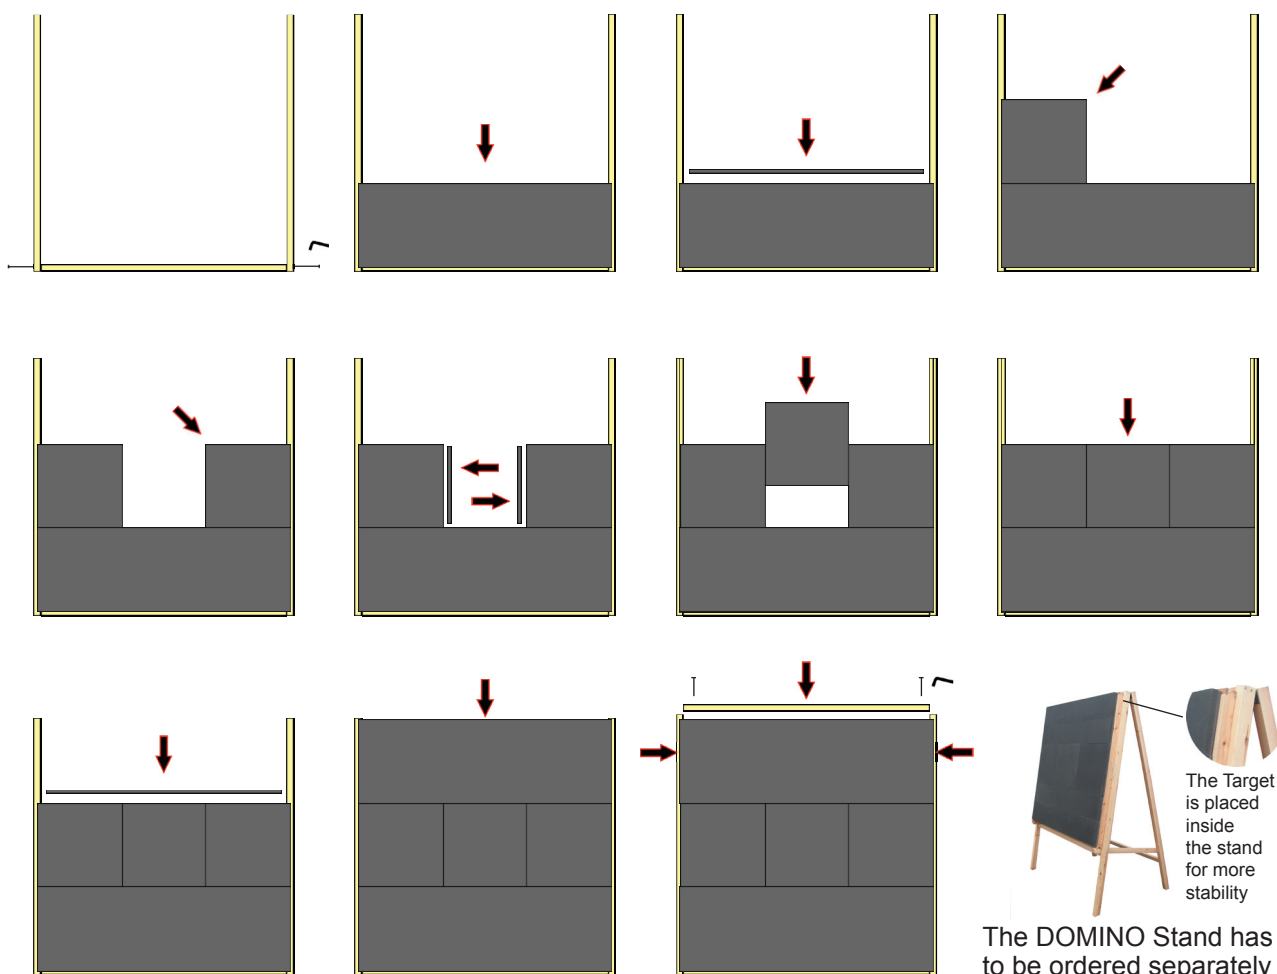 The Target
is placed
inside
the stand
for more
stability
The DOMINO Stand has
to be ordered separately